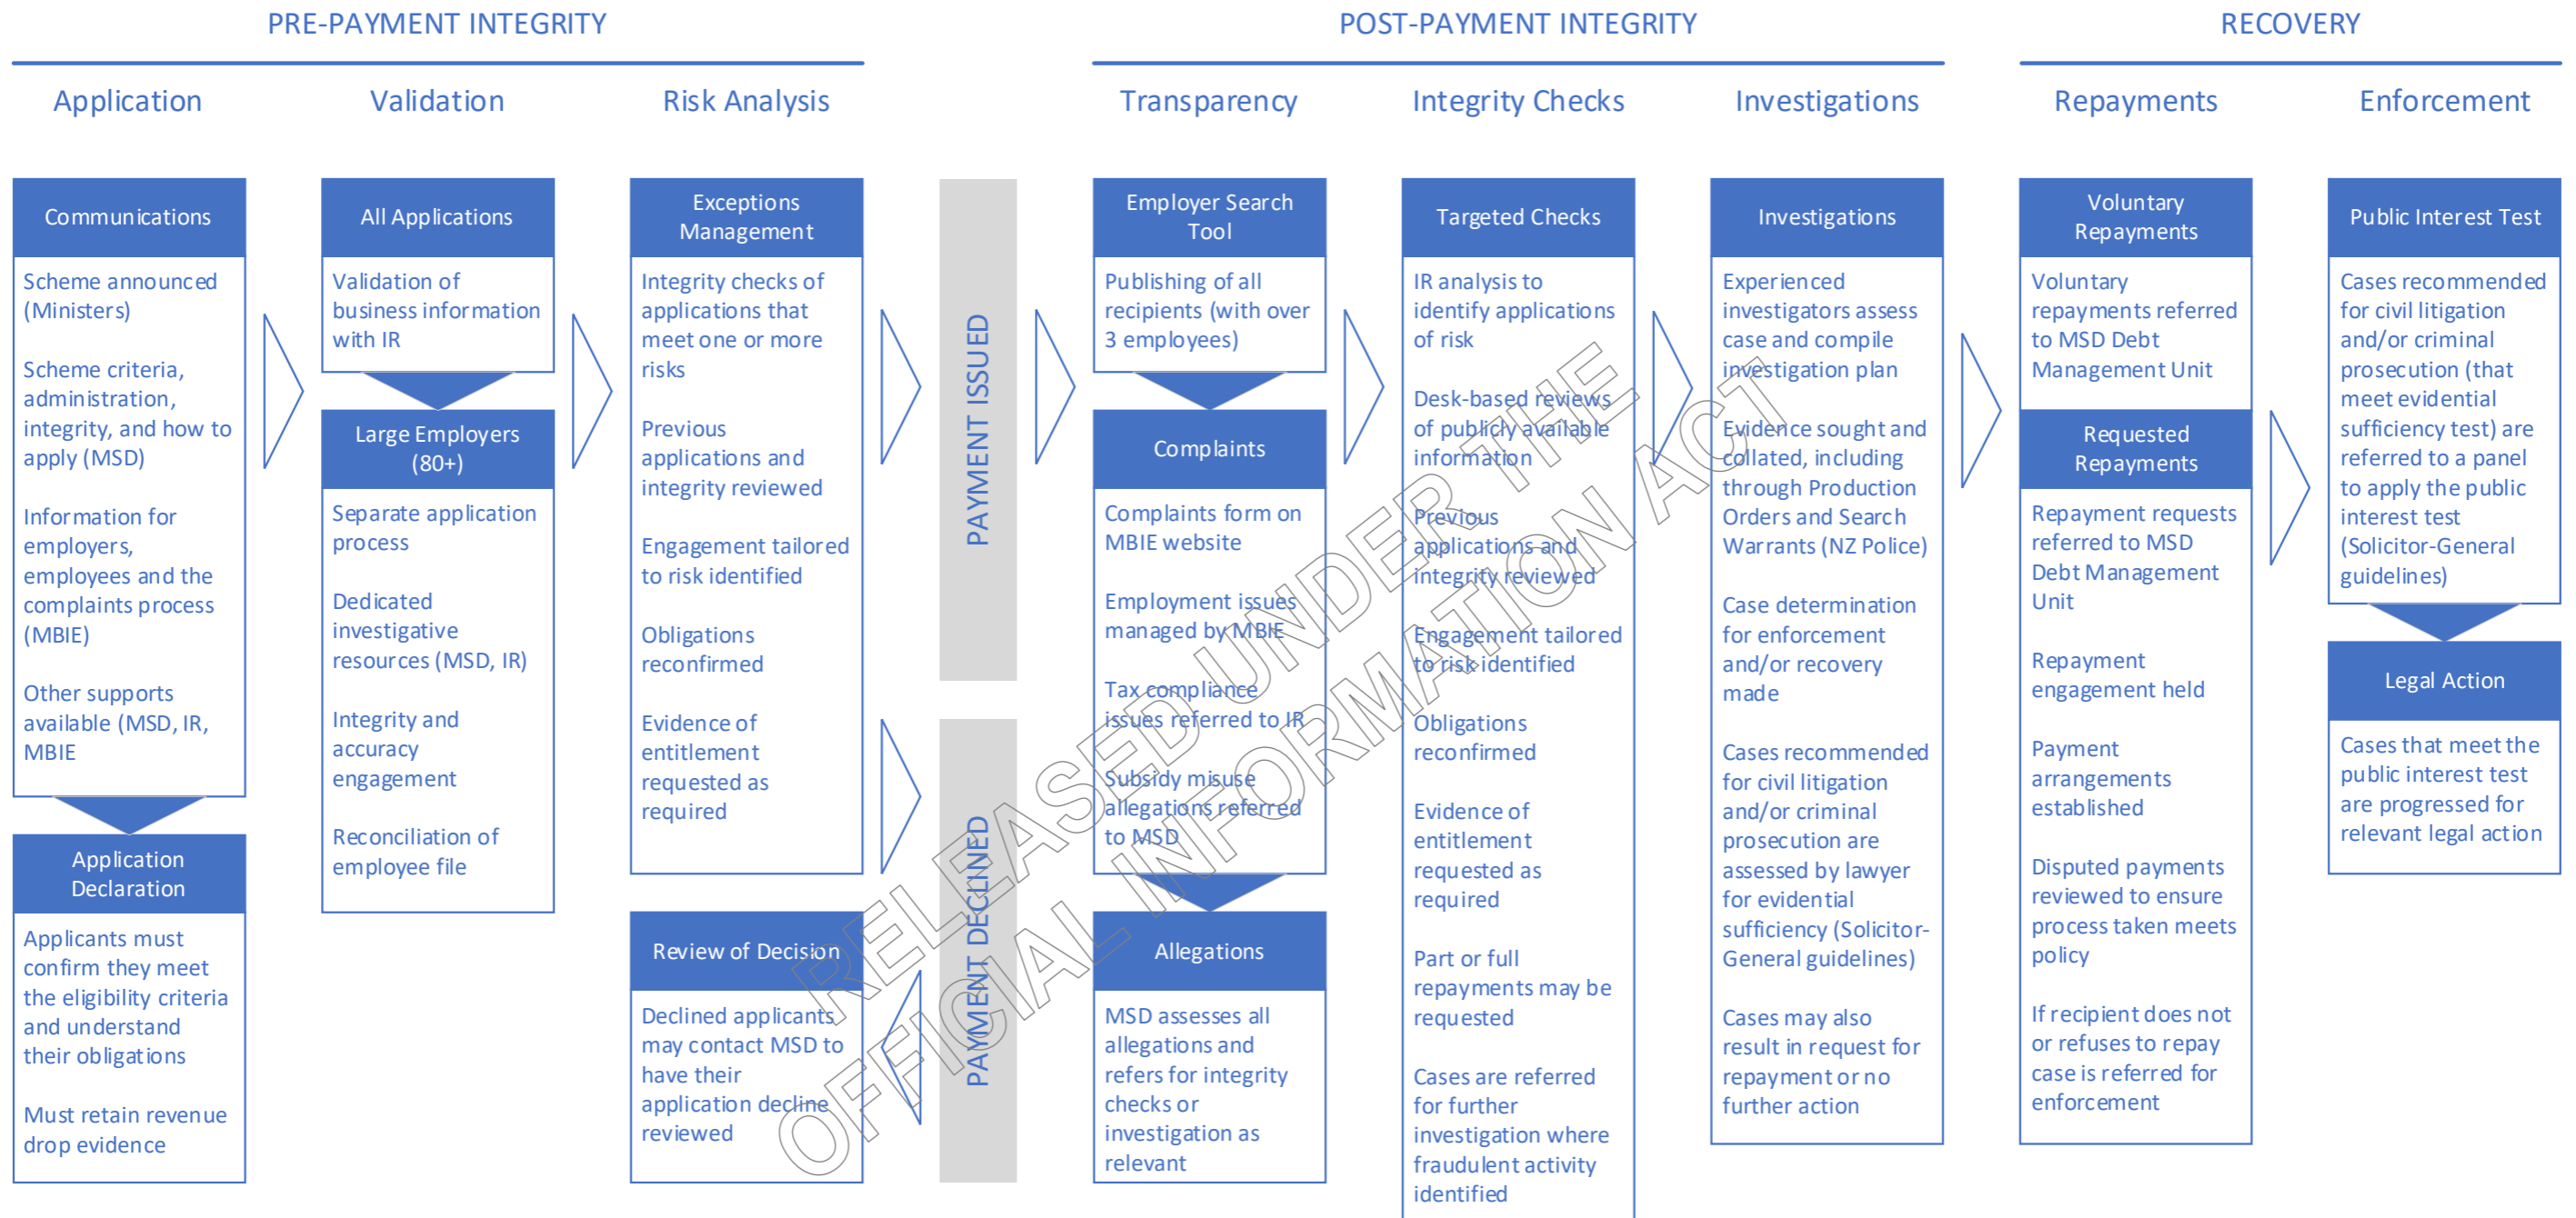 PRE-PAYMENT INTEGRITY
POST-PAYMENT INTEGRITY
RECOVERY
Application
Validation
Risk Analysis
Transparency
Integrity Checks
Investigations
Repayments
Enforcement
Communications
Scheme announced
(Ministers)
Scheme criteria,
administration,
integrity, and how to
apply (MSD)
Information for
employers,
employees and the
complaints process
(MBIE)
Other supports
available (MSD, IR,
MBIE
Application
Declaration
Applicants must
confirm they meet
the eligibility criteria
and understand
their obligations
Must retain revenue
drop evidence
All Applications
Validation of
business information
with IR
Large Employers
(80+)
Separate application
process
Dedicated
investigative
resources (MSD, IR)
Integrity and
accuracy
engagement
Reconciliation of
employee file
Exceptions
Management
Integrity checks of
applications that
meet one or more
risks
Previous
applications and
integrity reviewed
Engagement tailored
to risk identified
Obligations
reconfirmed
Evidence of
entitlement
requested as
required
Review of Decision
Declined applicants
may contact MSD to
have their
application decline
reviewed
PAYMENT ISSUED
PAYMENT DECLINED
Employer Search
Tool
Publishing of all
recipients (with over
3 employees)
Complaints
Complaints form on
MBIE website
Employment issues
managed by MBIE
Tax compliance
issues referred to IR
Subsidy misuse
allegations referred
to MSD
Allegations
MSD assesses all
allegations and
refers for integrity
checks or
investigation as
relevant
Targeted Checks
IR analysis to
identify applications
of risk
Desk-based reviews
of publicly available
information
Previous
applications and
integrity reviewed
Engagement tailored
to risk identified
Obligations
reconfirmed
Evidence of
entitlement
requested as
required
Part or full
repayments may be
requested
Cases are referred
for further
investigation where
fraudulent activity
identified
Investigations
Experienced
investigators assess
case and compile
investigation plan
Evidence sought and
collated, including
through Production
Orders and Search
Warrants (NZ Police)
Case determination
for enforcement
and/or recovery
made
Cases recommended
for civil litigation
and/or criminal
prosecution are
assessed by lawyer
for evidential
sufficiency (Solicitor-
General guidelines)
Cases may also
result in request for
repayment or no
further action
Voluntary
Repayments
Voluntary
repayments referred
to MSD Debt
Management Unit
Requested
Repayments
Repayment requests
referred to MSD
Debt Management
Unit
Repayment
engagement held
Payment
arrangements
established
Disputed payments
reviewed to ensure
process taken meets
policy
If recipient does not
or refuses to repay
case is referred for
enforcement
Public Interest Test
Cases recommended
for civil litigation
and/or criminal
prosecution (that
meet evidential
sufficiency test) are
referred to a panel
to apply the public
interest test
(Solicitor-General
guidelines)
Legal Action
Cases that meet the
public interest test
are progressed for
relevant legal action
RELEASED UNDER THE
OFFICIAL INFORMATION ACT